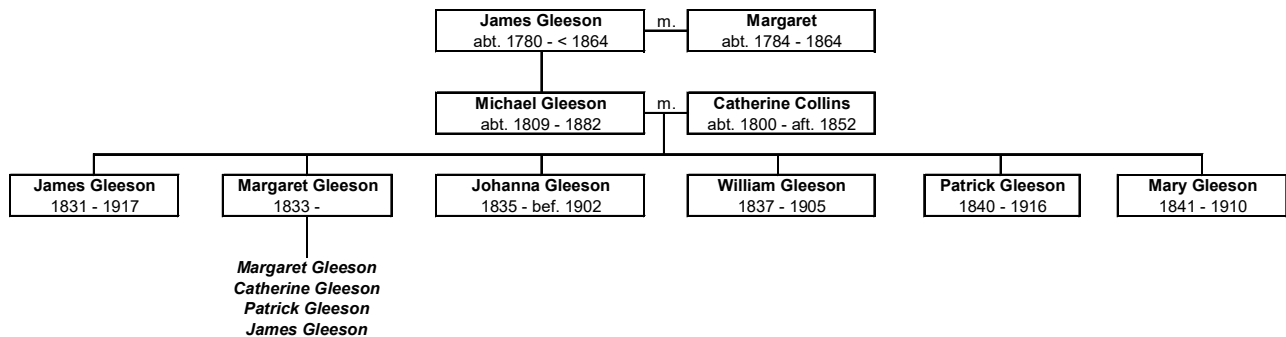 James Gleeson
abt. 1780 - < 1864
m.
Margaret
abt. 1784 - 1864
Michael Gleeson
abt. 1809 - 1882
m.
Catherine Collins
abt. 1800 - aft. 1852
James Gleeson
1831 - 1917
Margaret Gleeson
1833 -
Johanna Gleeson
1835 - bef. 1902
William Gleeson
1837 - 1905
Patrick Gleeson
1840 - 1916
Mary Gleeson
1841 - 1910
Margaret Gleeson
Catherine Gleeson
Patrick Gleeson
James Gleeson